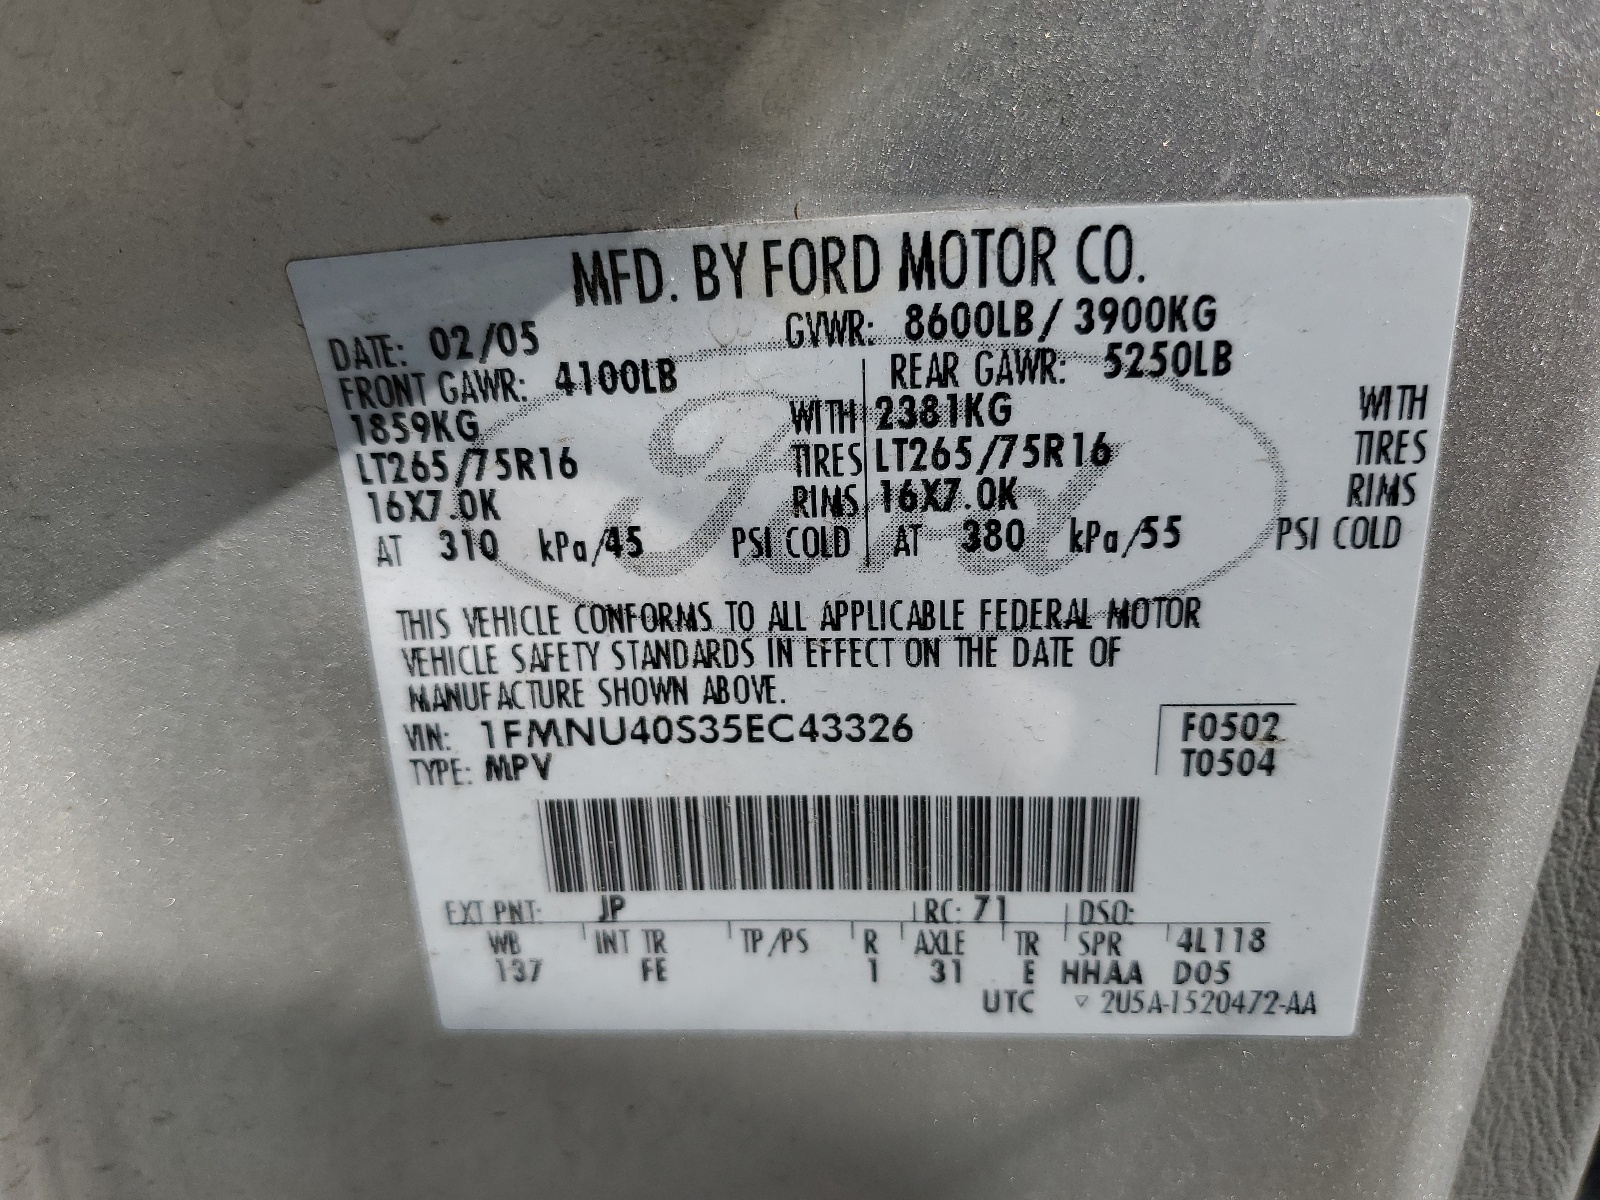 MFD. BY FORD MOTOR CO.
DATE: 02/05 GVWR: 8600LB / 3900KG
FRONT GAWR: 4100LB REAR GAWR: 5250LB
1859KG WITH 2381KG WITH
LT265/75R16 TIRES LT265/75R16 TIRES
16X7.0K RIMS 16X7.0K RIMS
AT 310 kPa/45 PSI COLD AT 380 kPa/55 PSI COLD
Ford
THIS VEHICLE CONFORMS TO ALL APPLICABLE FEDERAL MOTOR
VEHICLE SAFETY STANDARDS IN EFFECT ON THE DATE OF
MANUFACTURE SHOWN ABOVE.
VIN: 1FMNU40S35EC43326 F0502
TYPE: MPV T0504
EXT PNT: JP RC: 71 DSO:
WB INT TR TP/PS R AXLE TR SPR 4L118
137 FE 1 31 E HHAA D05
UTC ▽ 2U5A-1520472-AA